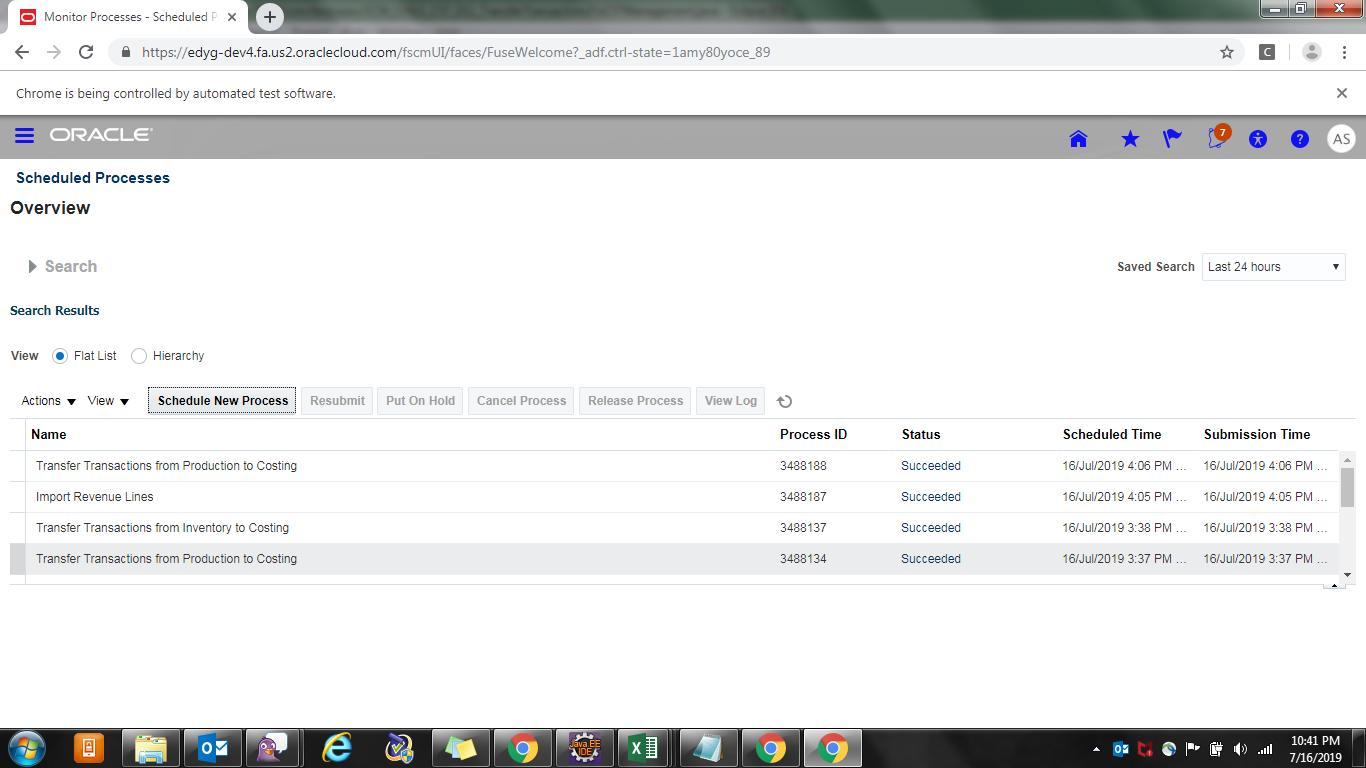 Monitor Processes - Scheduled P
https://edyg-dev4.fa.us2.oraclecloud.com/fscmUI/faces/FuseWelcome?_adf.ctrl-state=1amy80yoce_89
C
Chrome is being controlled by automated test software.
ORACLE
7
?
AS
Scheduled Processes
Overview
Search
Saved Search Last 24 hours
Search Results
View Flat List Hierarchy
Actions View Schedule New Process Resubmit Put On Hold Cancel Process Release Process View Log
Name Process ID Status Scheduled Time Submission Time
Transfer Transactions from Production to Costing 3488188 Succeeded 16/Jul/2019 4:06 PM ... 16/Jul/2019 4:06 PM ...
Import Revenue Lines 3488187 Succeeded 16/Jul/2019 4:05 PM ... 16/Jul/2019 4:05 PM ...
Transfer Transactions from Inventory to Costing 3488137 Succeeded 16/Jul/2019 3:38 PM ... 16/Jul/2019 3:38 PM ...
Transfer Transactions from Production to Costing 3488134 Succeeded 16/Jul/2019 3:37 PM ... 16/Jul/2019 3:37 PM ...
Java EE
IDE
10:41 PM
7/16/2019